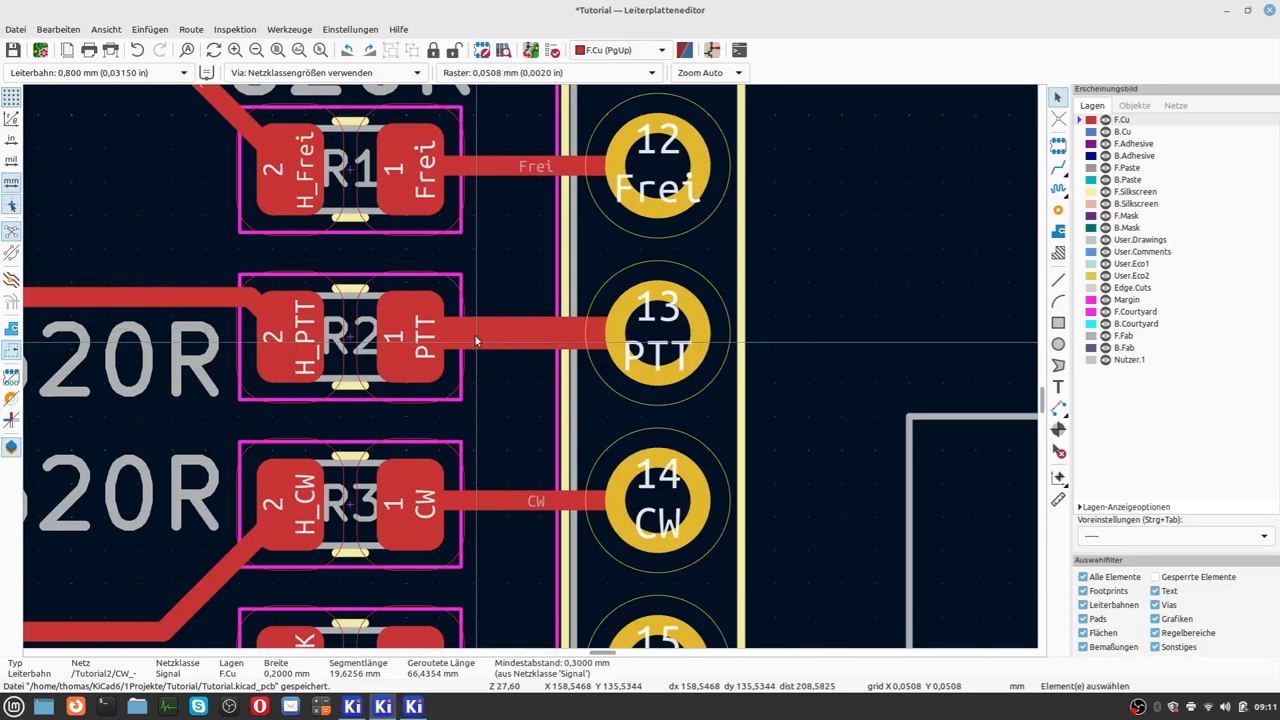 *Tutorial — Leiterplatteneditor
Datei Bearbeiten Ansicht Einfügen Route Inspektion Werkzeuge Einstellungen Hilfe
F.Cu (PgUp)
Leiterbahn: 0,800 mm (0,03150 in) Via: Netzklassengrößen verwenden Raster: 0,0508 mm (0,0020 in) Zoom Auto
in
mil
mm
2 H_Frei R1 1 Frei Frei 12 Frei
20R 2 H_PTT R2 1 PTT 13 PTT
20R 2 H_CW R3 1 CW CW 14 CW
K 15
Erscheinungsbild
Lagen Objekte Netze
F.Cu
B.Cu
F.Adhesive
B.Adhesive
F.Paste
B.Paste
F.Silkscreen
B.Silkscreen
F.Mask
B.Mask
User.Drawings
User.Comments
User.Eco1
User.Eco2
Edge.Cuts
Margin
F.Courtyard
B.Courtyard
F.Fab
B.Fab
Nutzer.1
Lagen-Anzeigeoptionen
Voreinstellungen (Strg+Tab):
-----
Auswahlfilter
Alle Elemente Gesperrte Elemente
Footprints Text
Leiterbahnen Vias
Pads Grafiken
Flächen Regelbereiche
Bemaßungen Sonstiges
Typ Netz Netzklasse Lagen Breite Segmentlänge Geroutete Länge Mindestabstand: 0,3000 mm
Leiterbahn /Tutorial2/CW_- Signal F.Cu 0,2000 mm 19,6256 mm 66,4354 mm (aus Netzklasse 'Signal')
Datei "/home/thomas/KiCad6/1Projekte/Tutorial/Tutorial.kicad_pcb" gespeichert. Z 27,60 X 158,5468 Y 135,5344 dx 158,5468 dy 135,5344 dist 208,5825 grid X 0,0508 Y 0,0508 mm Element(e) auswählen
Ki Ki Ki 09:11